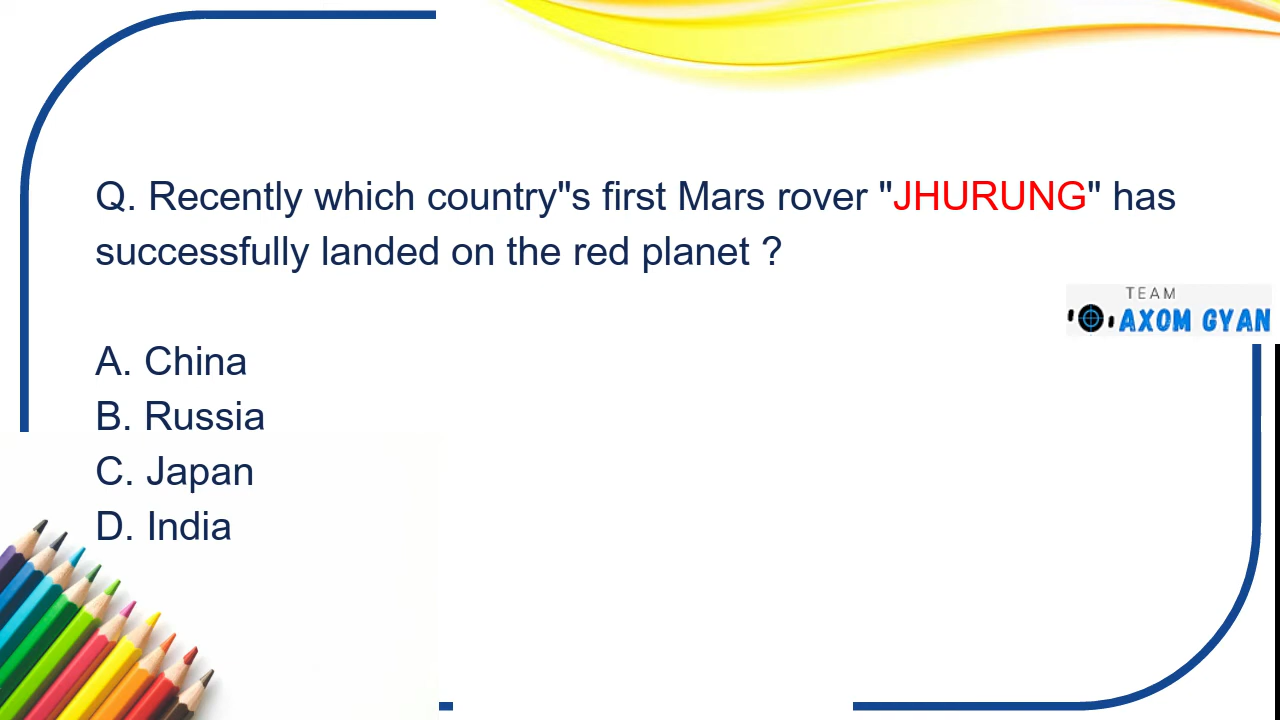 Q. Recently which country"s first Mars rover "JHURUNG" has
successfully landed on the red planet ?
TEAM
AXOM GYAN
A. China
B. Russia
C. Japan
D. India